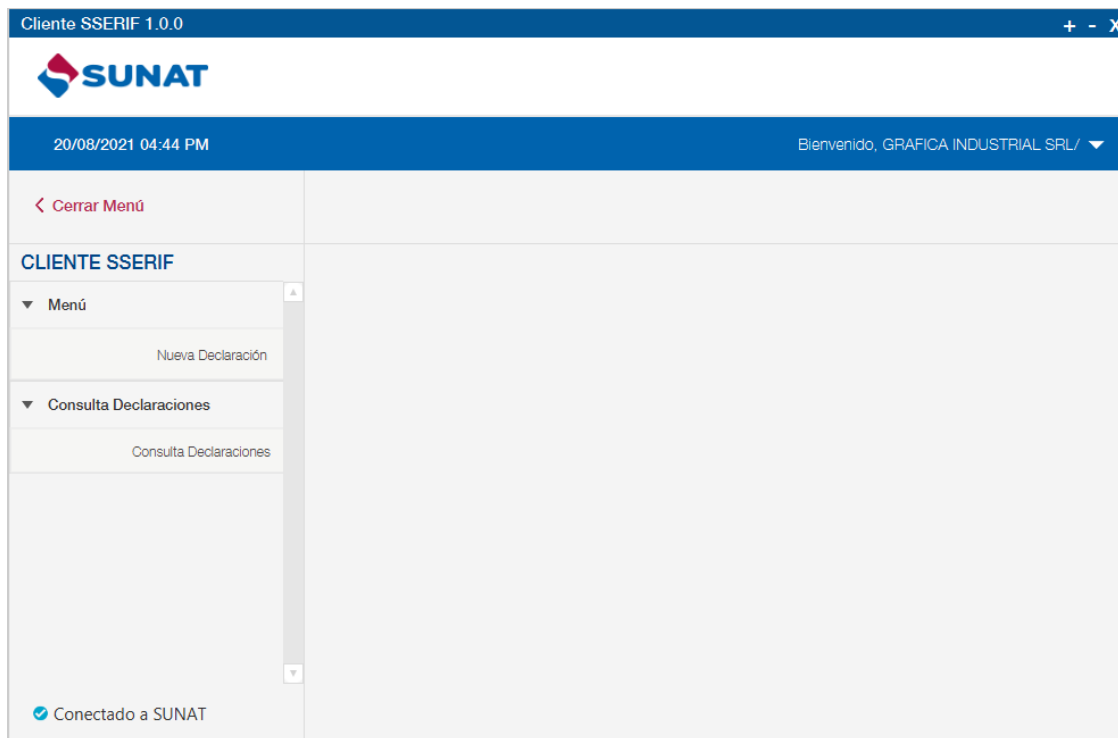 Cliente SSERIF 1.0.0
+ - X
SUNAT
20/08/2021 04:44 PM
Bienvenido, GRAFICA INDUSTRIAL SRL/
Cerrar Menú
CLIENTE SSERIF
Menú
Nueva Declaración
Consulta Declaraciones
Consulta Declaraciones
Conectado a SUNAT